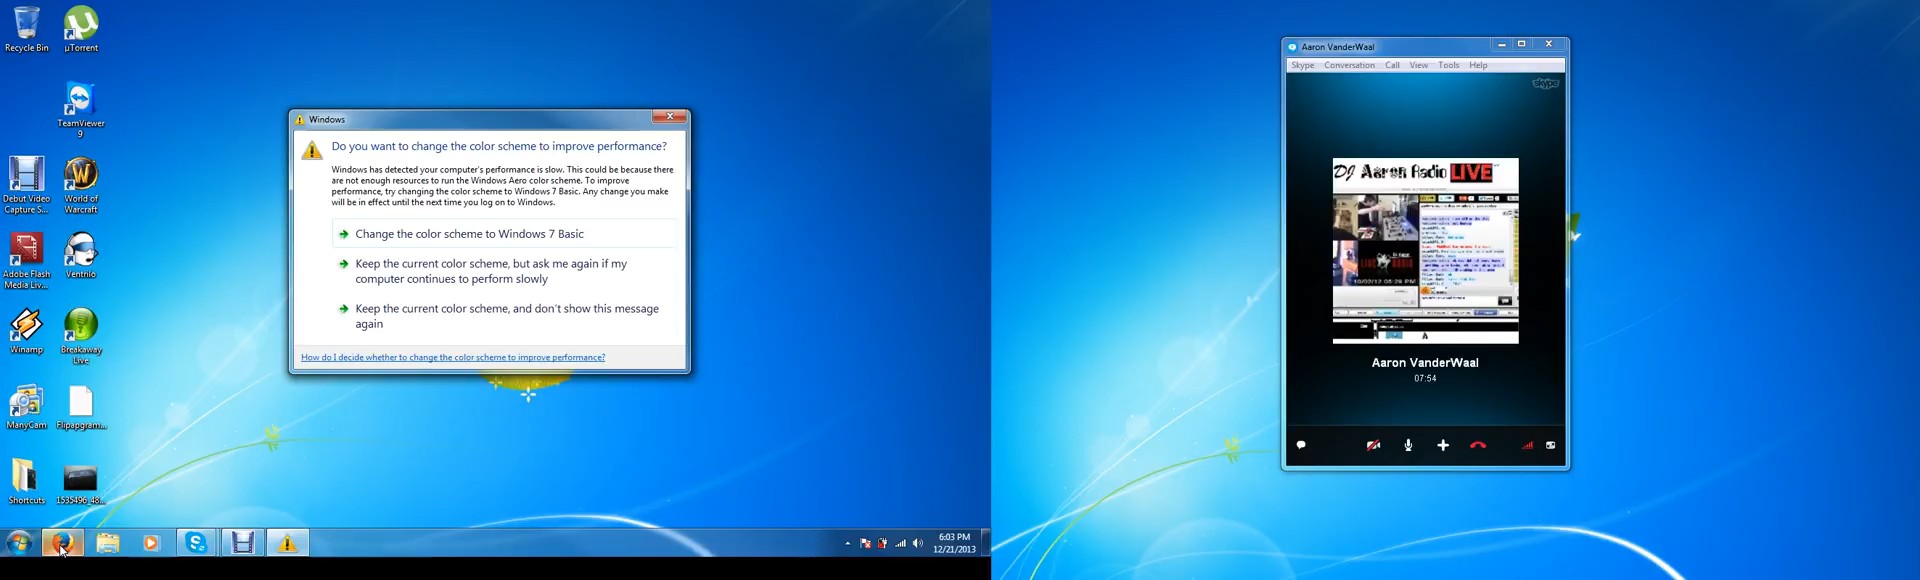 Recycle Bin
µTorrent
TeamViewer
9
Debut Video
Capture S...
World of
Warcraft
Adobe Flash
Media Liv...
Ventrilo
Winamp
Breakaway
Live
ManyCam
Flipapgram...
Shortcuts
1535496_48...
Windows
Do you want to change the color scheme to improve performance?
Windows has detected your computer's performance is slow. This could be because there
are not enough resources to run the Windows Aero color scheme. To improve
performance, try changing the color scheme to Windows 7 Basic. Any change you make
will be in effect until the next time you log on to Windows.
Change the color scheme to Windows 7 Basic
Keep the current color scheme, but ask me again if my
computer continues to perform slowly
Keep the current color scheme, and don't show this message
again
How do I decide whether to change the color scheme to improve performance?
6:03 PM
12/21/2013
Aaron VanderWaal
Skype Conversation Call View Tools Help
skype
DJ Aaron Radio LIVE
Aaron VanderWaal
07:54